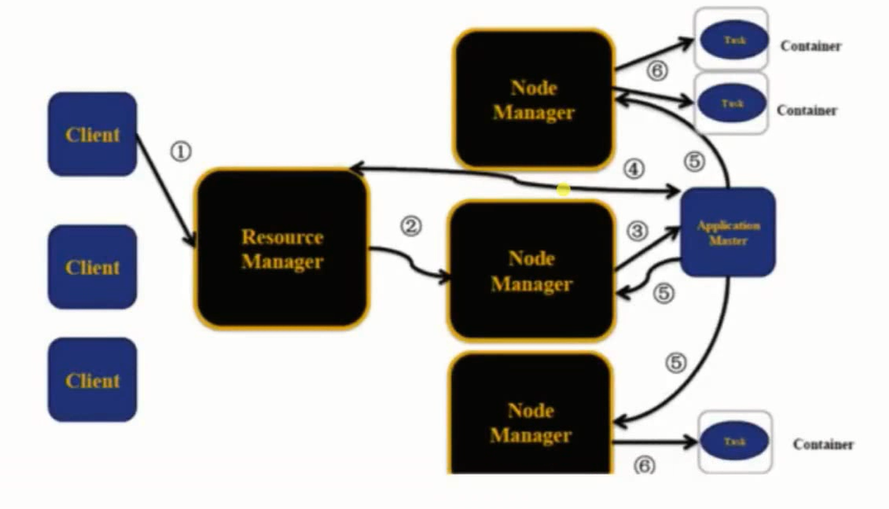 Client
Client
Client
①
Resource
Manager
②
Node
Manager
Node
Manager
Node
Manager
③
④
⑤
⑤
⑤
⑥
⑥
Application
Master
Task
Container
Task
Container
Task
Container